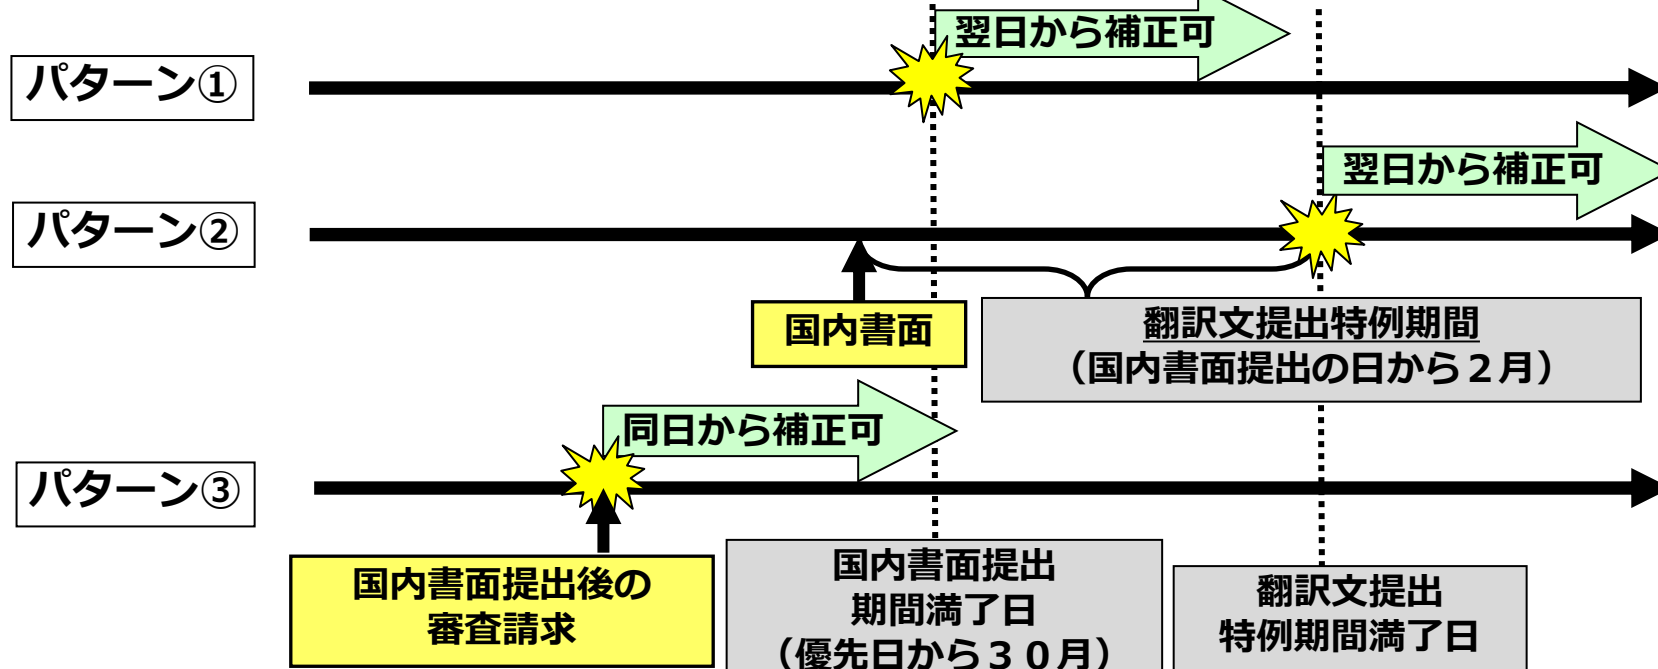 翌日から補正可
パターン①
翌日から補正可
パターン②
国内書面
翻訳文提出特例期間
（国内書面提出の日から２月）
同日から補正可
パターン③
国内書面提出後の
審査請求
国内書面提出
期間満了日
（優先日から３０月）
翻訳文提出
特例期間満了日